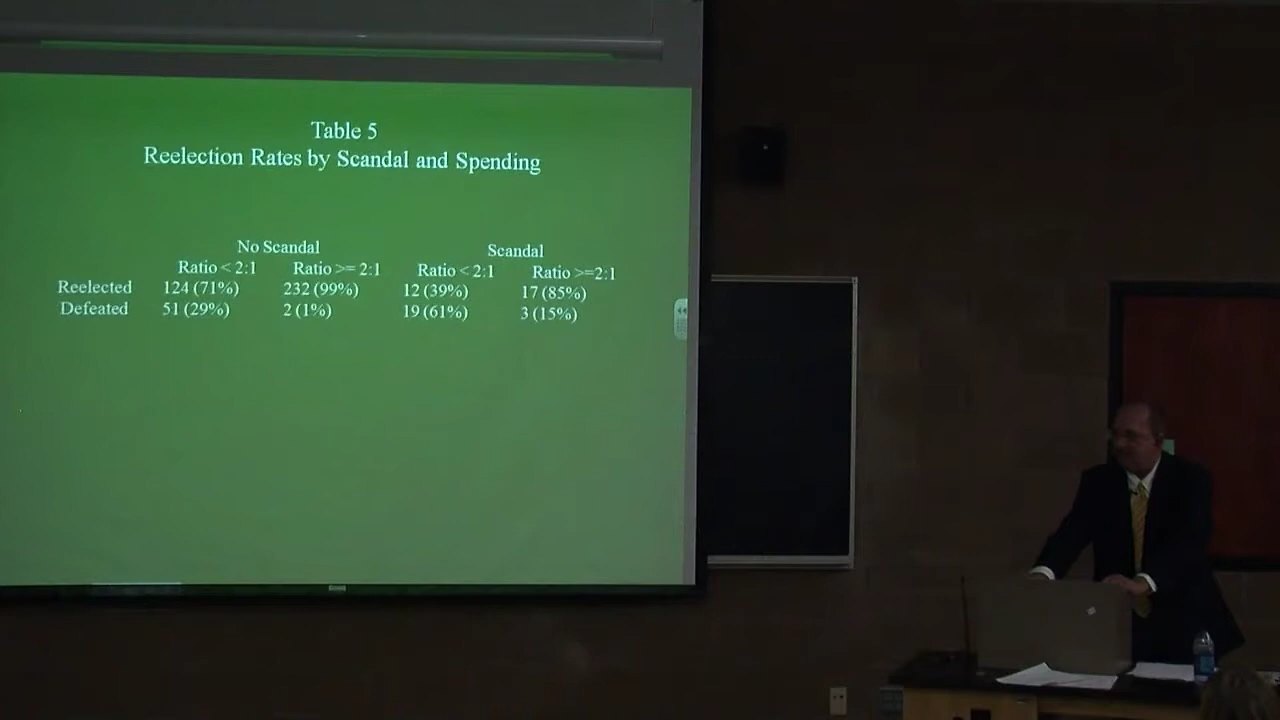 Table 5
Reelection Rates by Scandal and Spending
No Scandal Scandal
Ratio < 2:1 Ratio >= 2:1 Ratio < 2:1 Ratio >=2:1
Reelected 124 (71%) 232 (99%) 12 (39%) 17 (85%)
Defeated 51 (29%) 2 (1%) 19 (61%) 3 (15%)